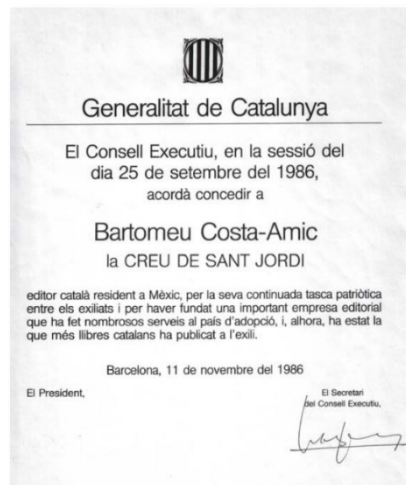 Generalitat de Catalunya
El Consell Executiu, en la sessió del
dia 25 de setembre del 1986,
acordà concedir a
Bartomeu Costa-Amic
la CREU DE SANT JORDI
editor català resident a Mèxic, per la seva continuada tasca patriòtica
entre els exiliats i per haver fundat una important empresa editorial
que ha fet nombrosos serveis al país d'adopció, i, alhora, ha estat la
que més llibres catalans ha publicat a l'exili.
Barcelona, 11 de novembre del 1986
El President,
El Secretari
del Consell Executiu,